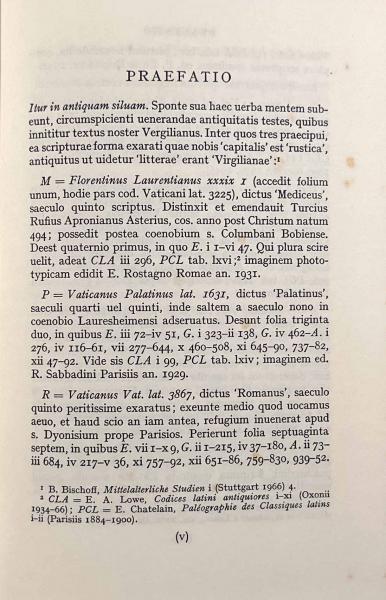 PRAEFATIO
Itur in antiquam siluam. Sponte sua haec uerba mentem sub-
eunt, circumspicienti uenerandae antiquitatis testes, quibus
innititur textus noster Vergilianus. Inter quos tres praecipui,
ea scripturae forma exarati quae nobis 'capitalis' est 'rustica',
antiquitus ut uidetur 'litterae' erant 'Virgilianae':¹
M = Florentinus Laurentianus xxxix 1 (accedit folium
unum, hodie pars cod. Vaticani lat. 3225), dictus 'Mediceus',
saeculo quinto scriptus. Distinxit et emendauit Turcius
Rufius Apronianus Asterius, cos. anno post Christum natum
494; possedit postea coenobium s. Columbani Bobiense.
Deest quaternio primus, in quo E. i 1–vi 47. Qui plura scire
uelit, adeat CLA iii 296, PCL tab. lxvi;² imaginem photo-
typicam edidit E. Rostagno Romae an. 1931.
P = Vaticanus Palatinus lat. 1631, dictus 'Palatinus',
saeculi quarti uel quinti, inde saltem a saeculo nono in
coenobio Lauresheimensi adseruatus. Desunt folia triginta
duo, in quibus E. iii 72–iv 51, G. i 323–ii 138, G. iv 462–A. i
276, iv 116–61, vii 277–644, x 460–508, xi 645–90, 737–82,
xii 47–92. Vide sis CLA i 99, PCL tab. lxiv; imaginem ed.
R. Sabbadini Parisiis an. 1929.
R = Vaticanus Vat. lat. 3867, dictus 'Romanus', saeculo
quinto peritissime exaratus; exeunte medio quod uocamus
aeuo, et haud scio an iam antea, refugium inuenerat apud
s. Dyonisium prope Parisios. Perierunt folia septuaginta
septem, in quibus E. vii 1–x 9, G. ii 1–215, iv 37–180, A. ii 73–
iii 684, iv 217–v 36, xi 757–92, xii 651–86, 759–830, 939–52.
¹ B. Bischoff, Mittelalterliche Studien i (Stuttgart 1966) 4.
² CLA = E. A. Lowe, Codices latini antiquiores i–xi (Oxonii
1934–66); PCL = E. Chatelain, Paléographie des Classiques latins
i–ii (Parisiis 1884–1900).
(v)